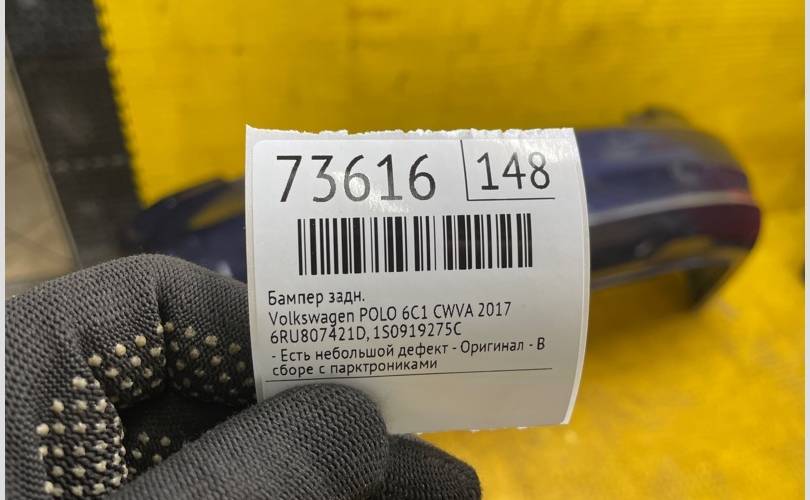 73616 148
Бампер задн.
Volkswagen POLO 6C1 CWVA 2017
6RU807421D, 1S0919275C
- Есть небольшой дефект - Оригинал - В
сборе с парктрониками